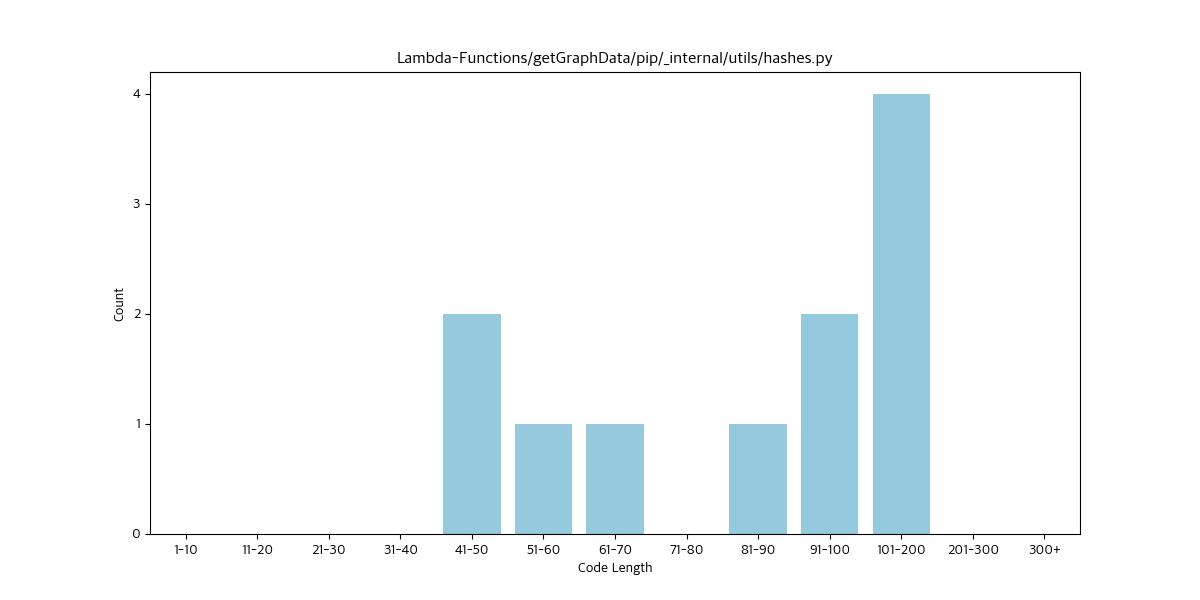 Lambda-Functions/getGraphData/pip/_internal/utils/hashes.py
4
3
2
1
0
Count
1-10 11-20 21-30 31-40 41-50 51-60 61-70 71-80 81-90 91-100 101-200 201-300 300+
Code Length